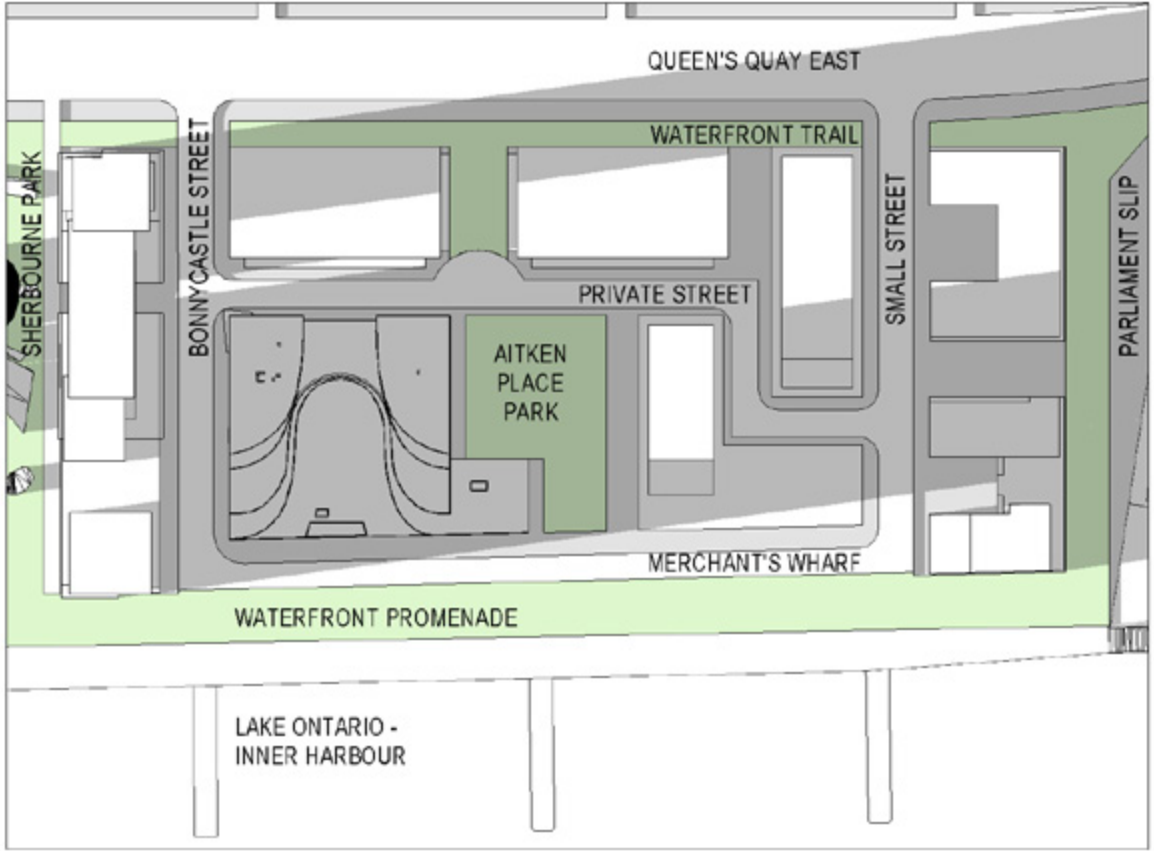 QUEEN'S QUAY EAST
WATERFRONT TRAIL
SHERBOURNE PARK
BONNYCASTLE STREET
SMALL STREET
PARLIAMENT SLIP
PRIVATE STREET
AITKEN
PLACE
PARK
MERCHANT'S WHARF
WATERFRONT PROMENADE
LAKE ONTARIO -
INNER HARBOUR